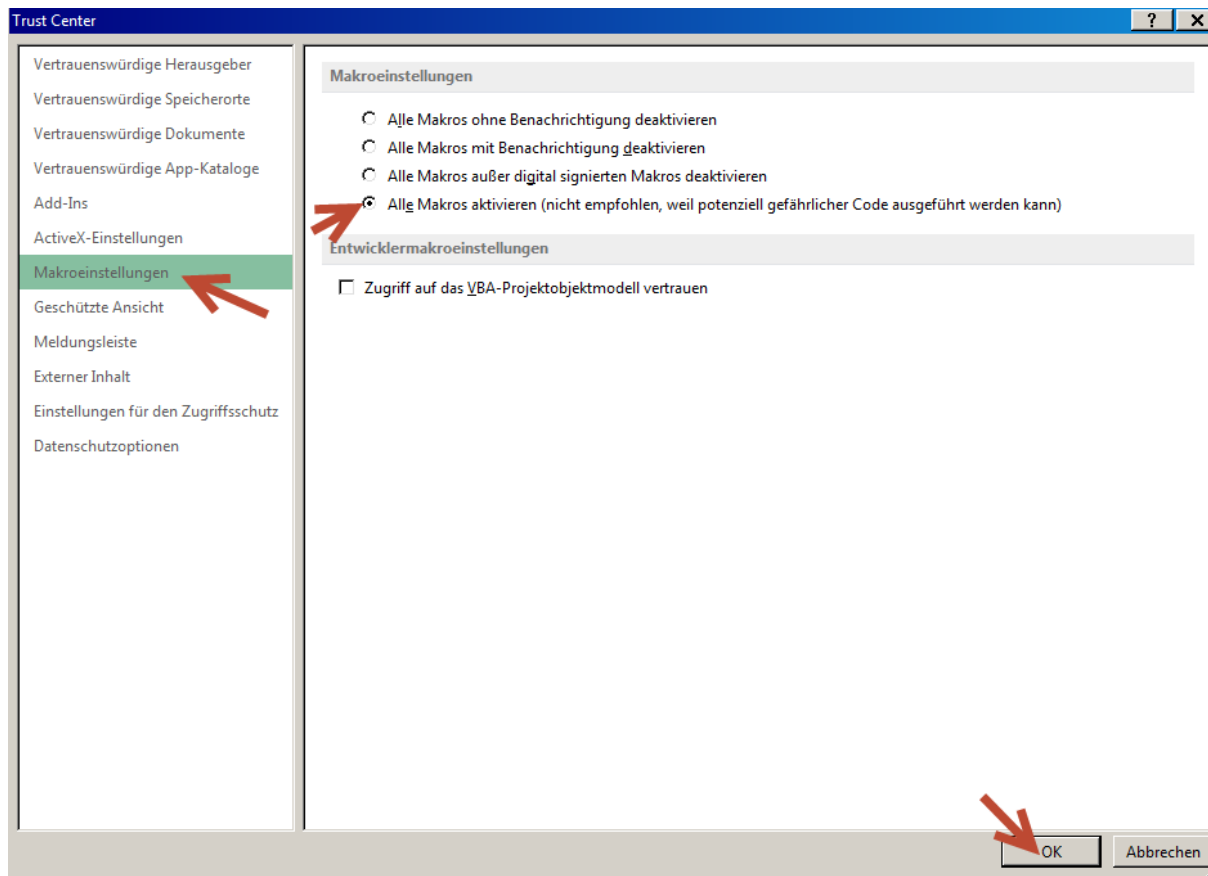 Trust Center
? X
Vertrauenswürdige Herausgeber
Vertrauenswürdige Speicherorte
Vertrauenswürdige Dokumente
Vertrauenswürdige App-Kataloge
Add-Ins
ActiveX-Einstellungen
Makroeinstellungen
Geschützte Ansicht
Meldungsleiste
Externer Inhalt
Einstellungen für den Zugriffsschutz
Datenschutzoptionen
Makroeinstellungen
Alle Makros ohne Benachrichtigung deaktivieren
Alle Makros mit Benachrichtigung deaktivieren
Alle Makros außer digital signierten Makros deaktivieren
Alle Makros aktivieren (nicht empfohlen, weil potenziell gefährlicher Code ausgeführt werden kann)
Entwicklermakroeinstellungen
Zugriff auf das VBA-Projektobjektmodell vertrauen
OK
Abbrechen